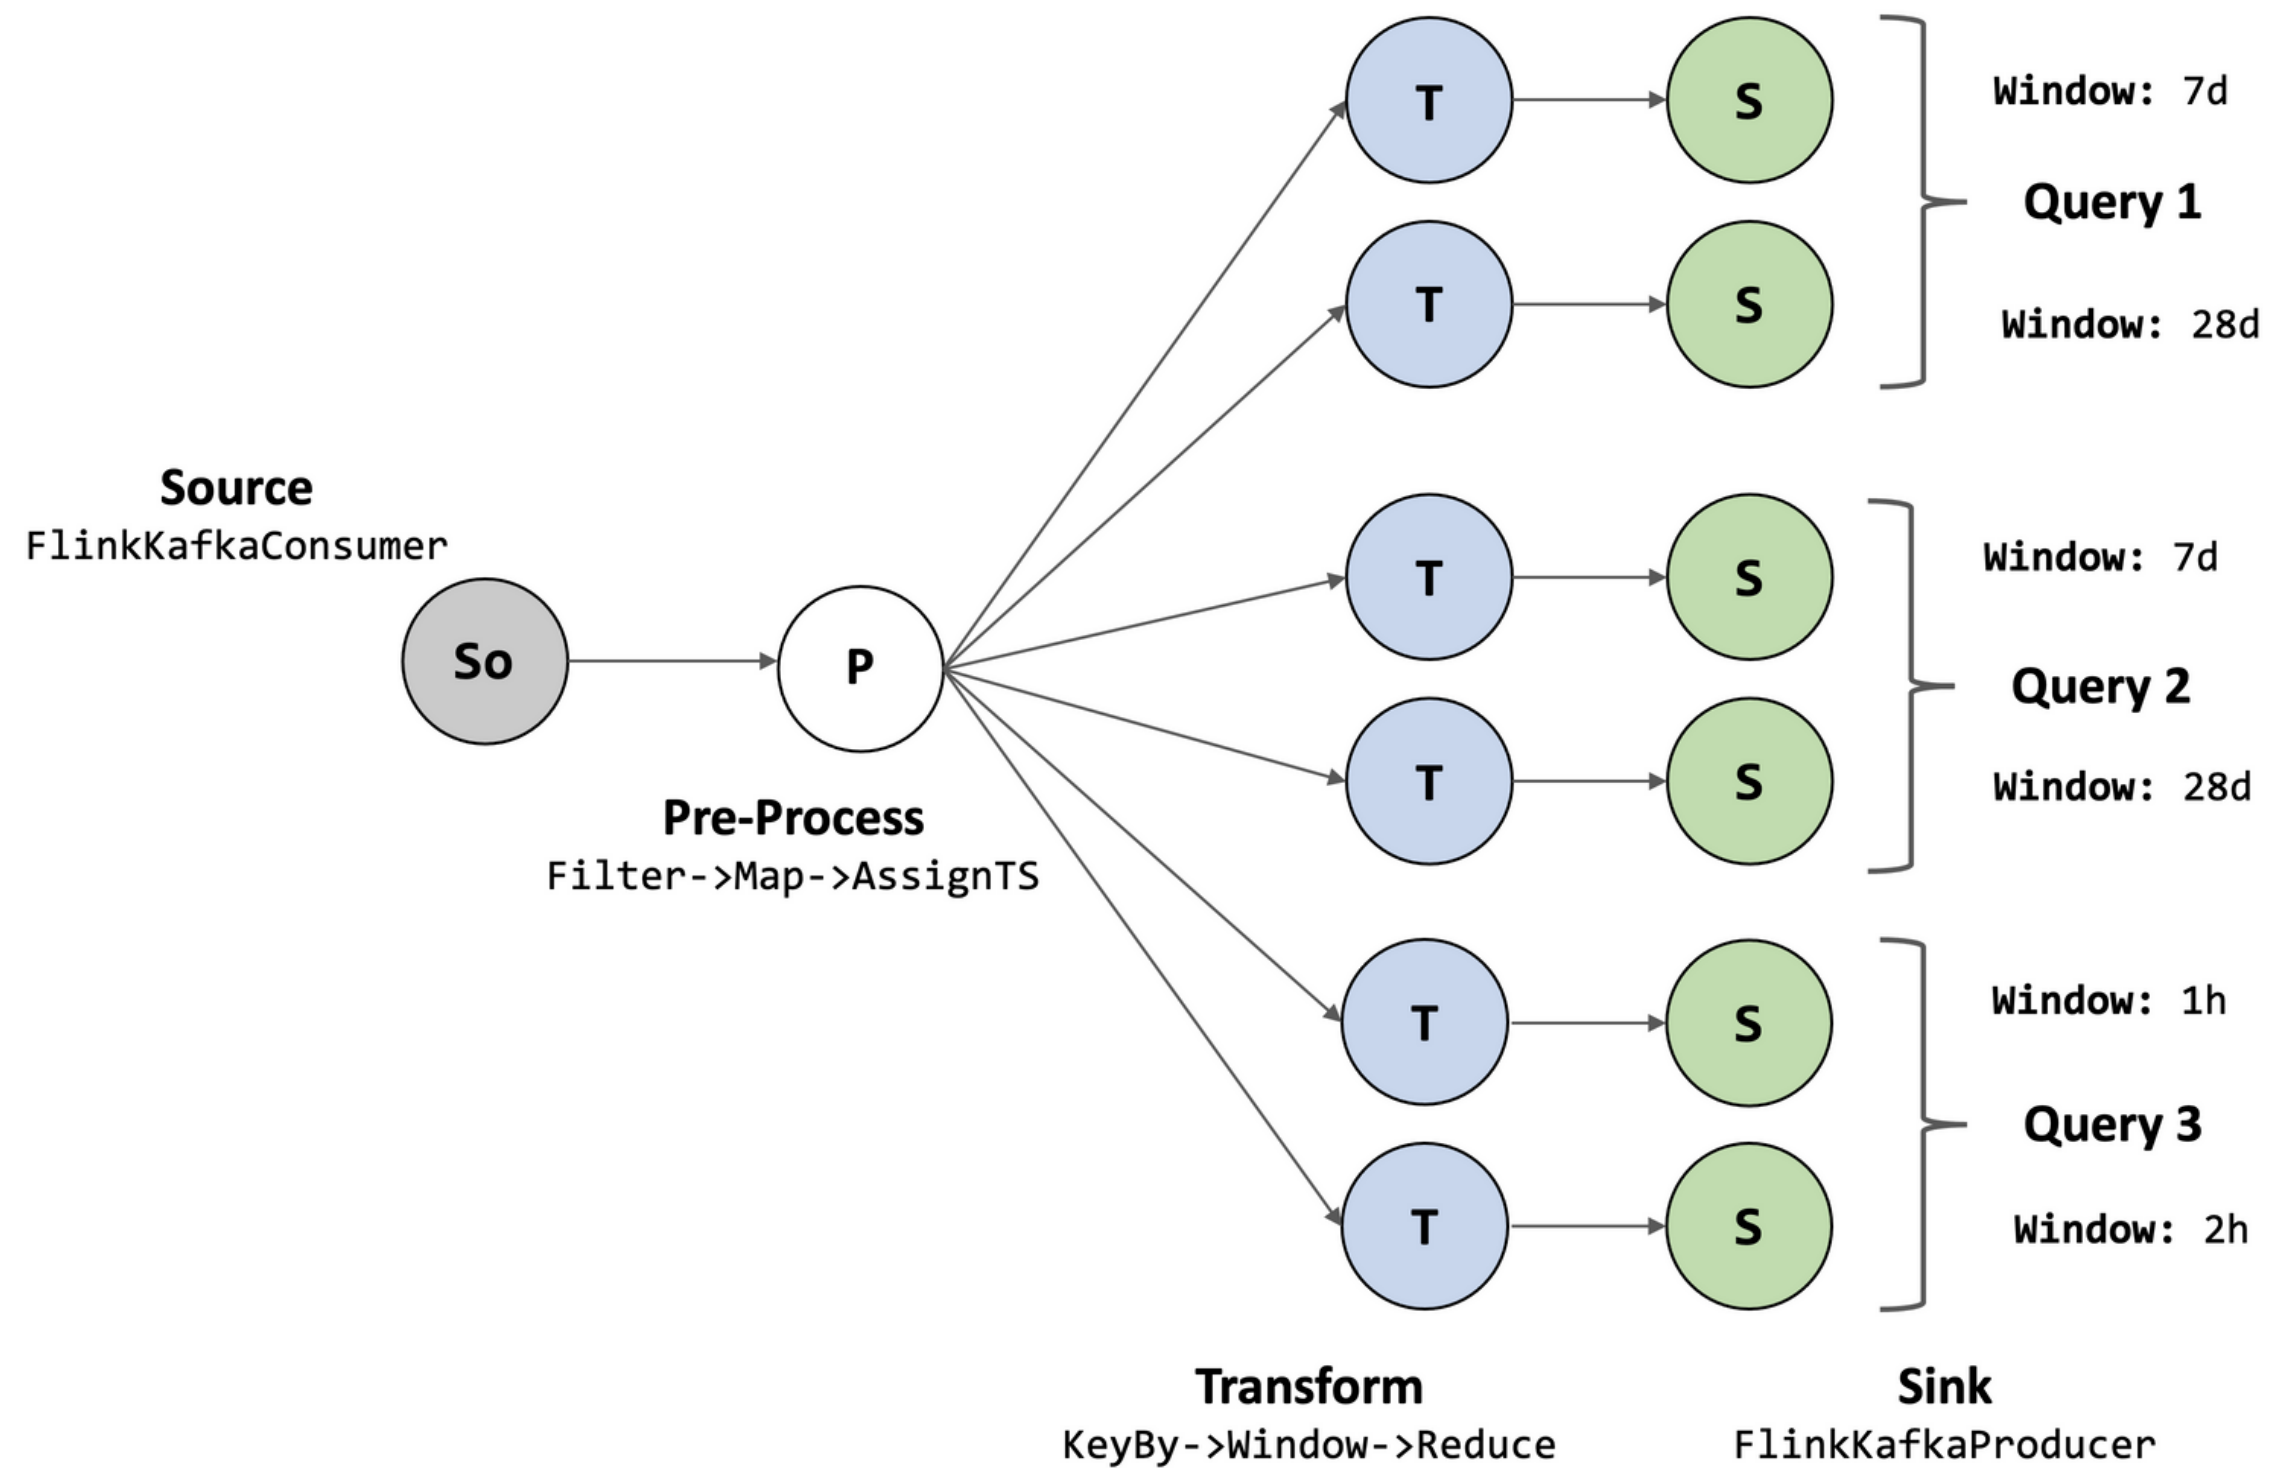 T
S
Window: 7d
Query 1
T
S
Window: 28d
Source
FlinkKafkaConsumer
So
P
Pre-Process
Filter->Map->AssignTS
T
S
Window: 7d
Query 2
T
S
Window: 28d
T
S
Window: 1h
Query 3
T
S
Window: 2h
Transform
KeyBy->Window->Reduce
Sink
FlinkKafkaProducer